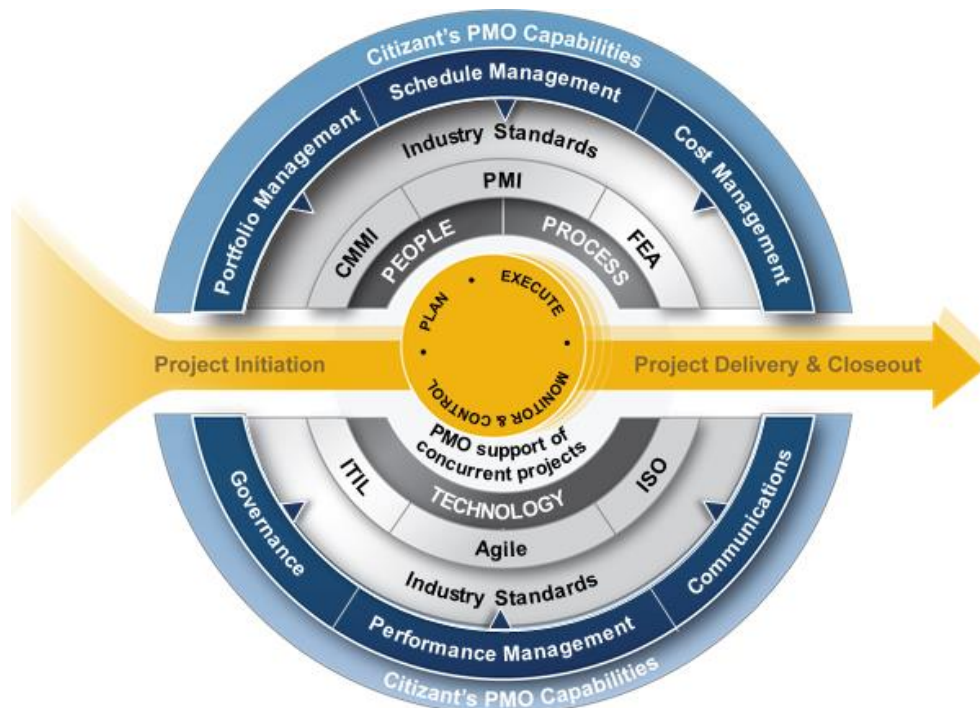 Citizant's PMO Capabilities
Schedule Management
Portfolio Management
Cost Management
Industry Standards
PMI
CMMI
FEA
PEOPLE
PROCESS
PLAN
EXECUTE
MONITOR & CONTROL
Project Initiation
Project Delivery & Closeout
PMO support of
concurrent projects
TECHNOLOGY
ITIL
ISO
Agile
Industry Standards
Governance
Communications
Performance Management
Citizant's PMO Capabilities